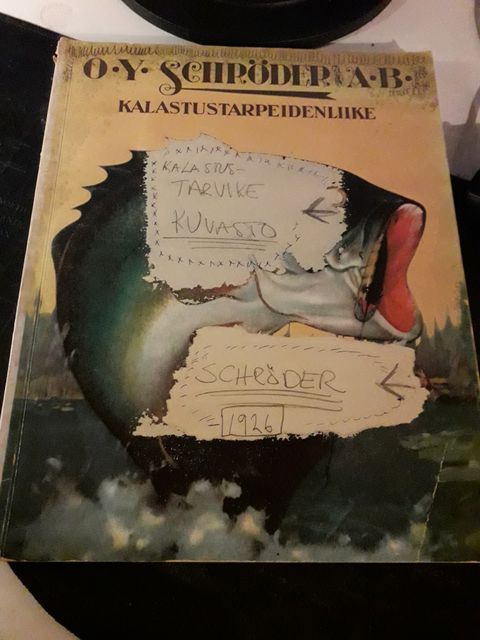 O·Y· SCHRÖDER A·B·
KALASTUSTARPEIDENLIIKE
KALASTUS-
TARVIKE
KUVASTO
SCHRÖDER
1926